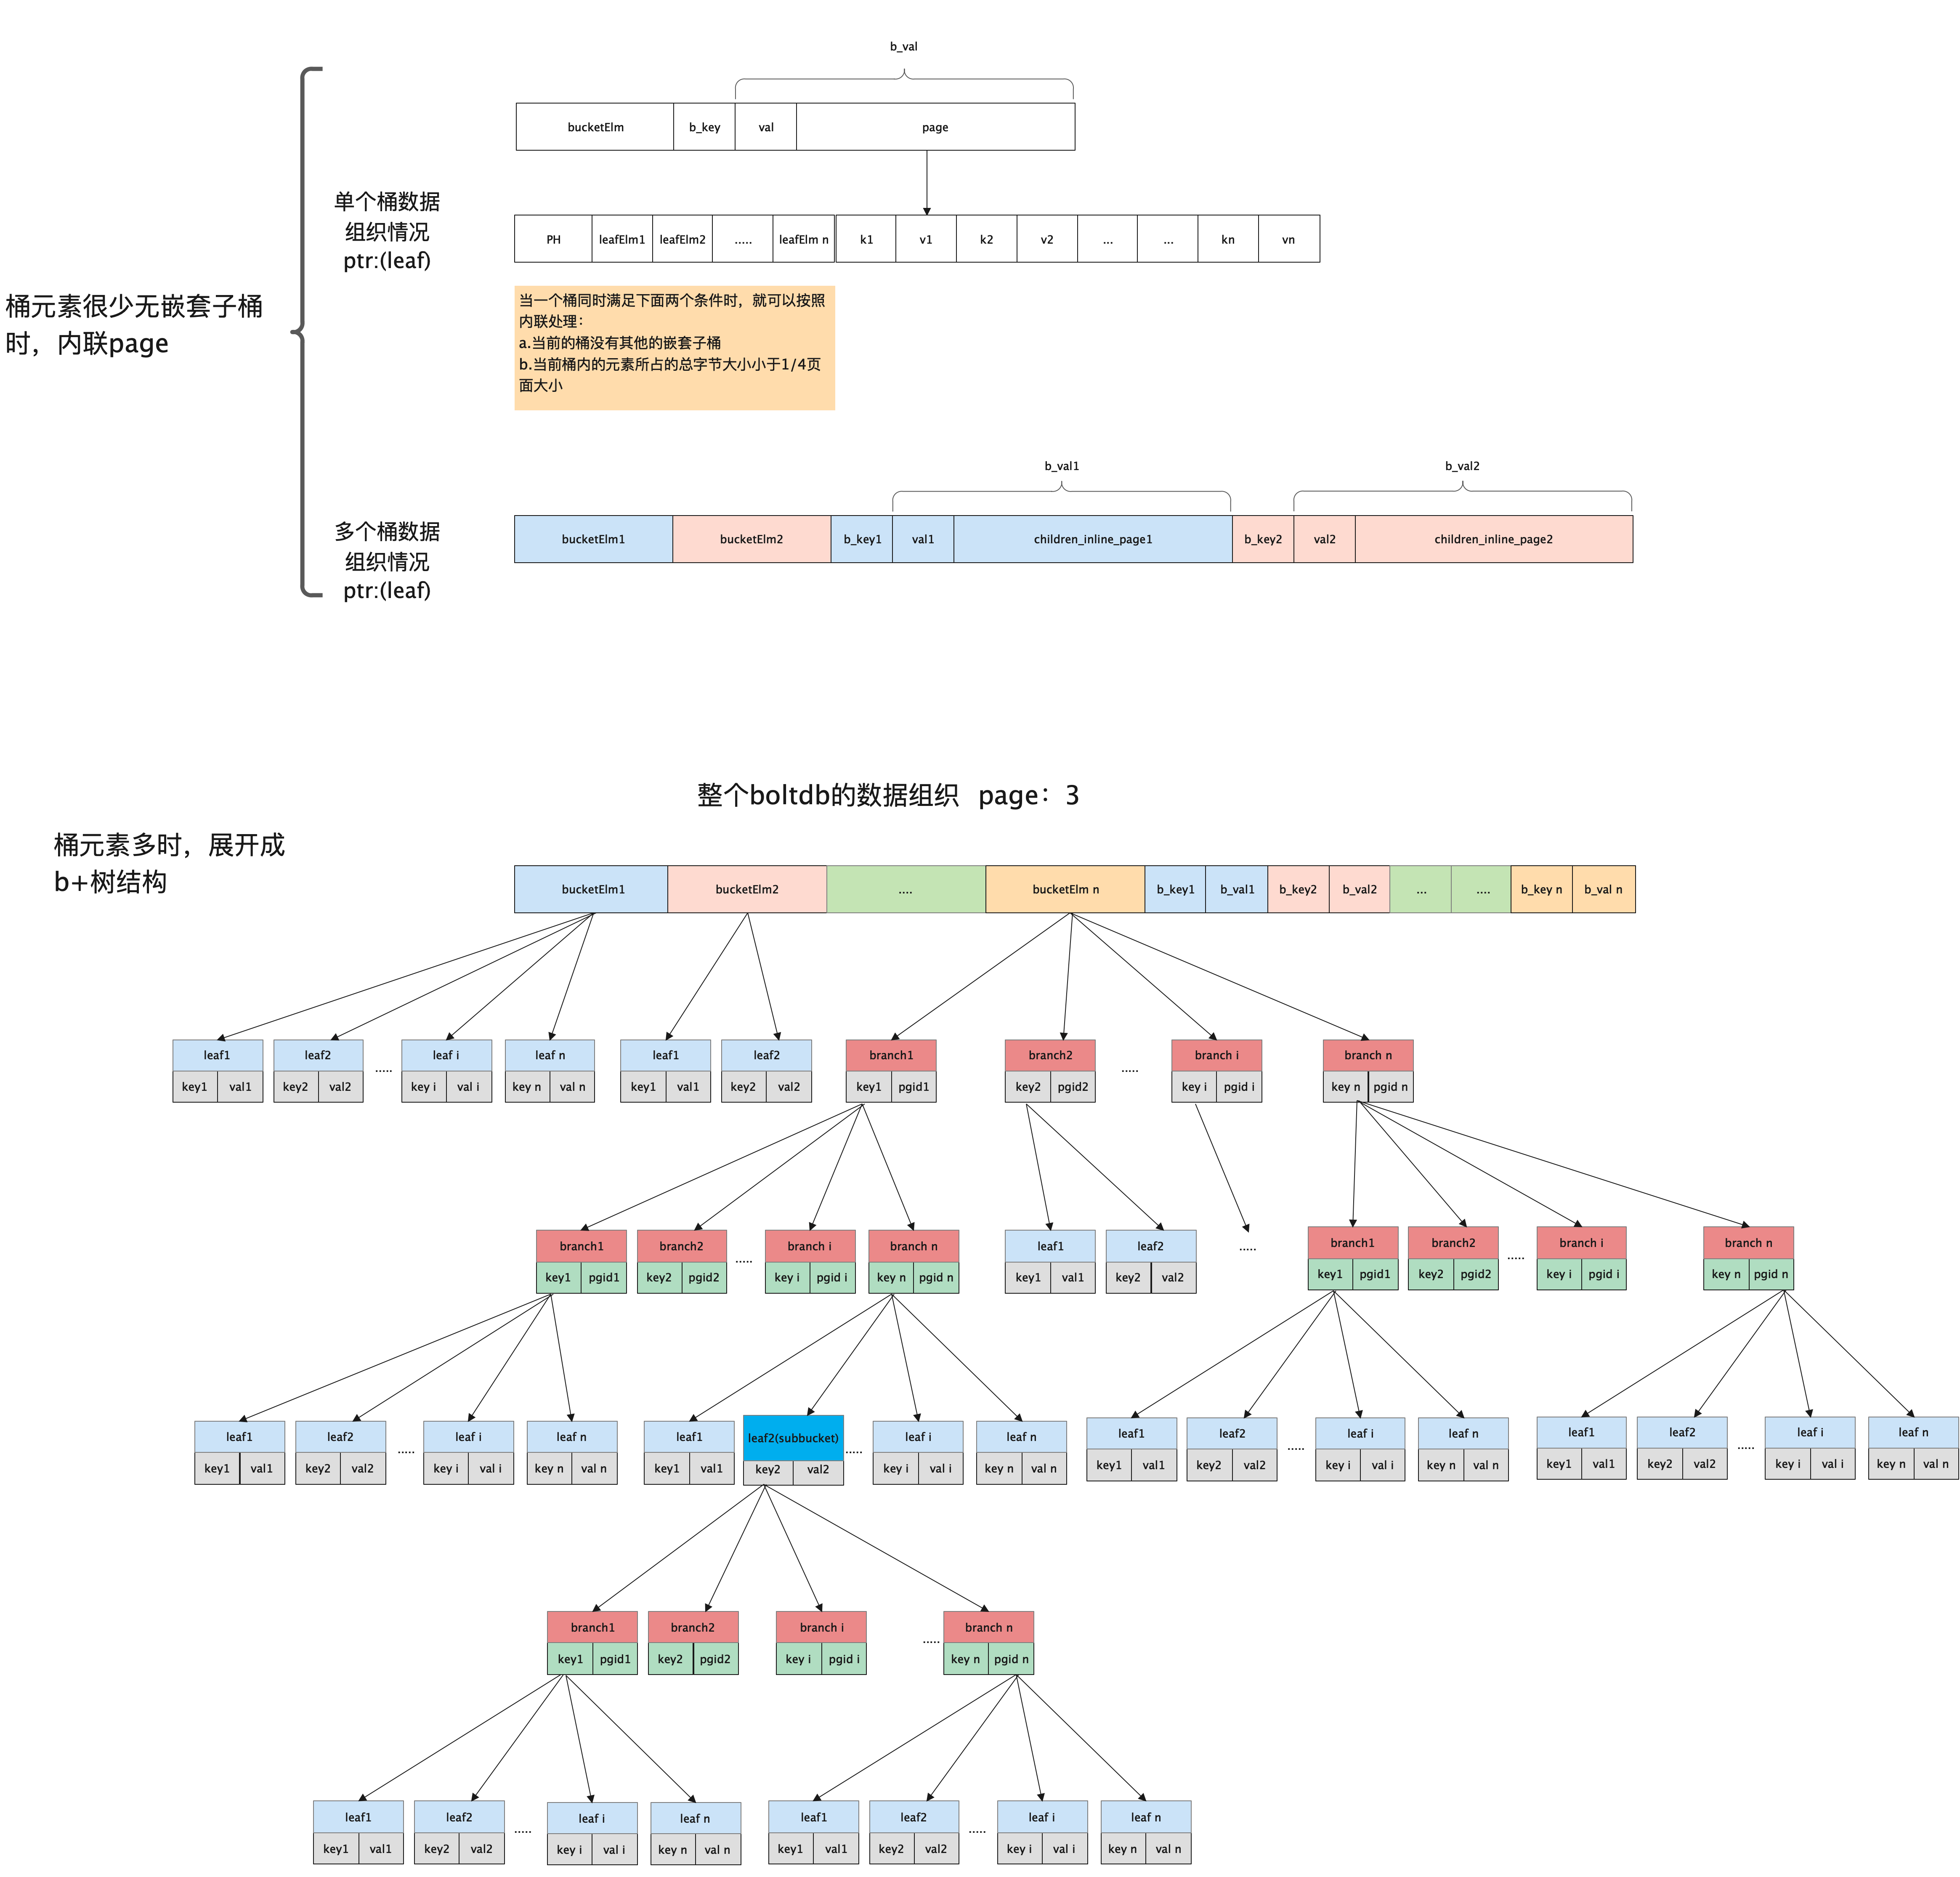 b_val
bucketElm b_key val page
单个桶数据
组织情况
ptr:(leaf)
PH leafElm1 leafElm2 ..... leafElm n k1 v1 k2 v2 ... ... kn vn
桶元素很少无嵌套子桶
时，内联page
当一个桶同时满足下面两个条件时，就可以按照
内联处理：
a.当前的桶没有其他的嵌套子桶
b.当前桶内的元素所占的总字节大小小于1/4页
面大小
b_val1 b_val2
多个桶数据
组织情况
ptr:(leaf)
bucketElm1 bucketElm2 b_key1 val1 children_inline_page1 b_key2 val2 children_inline_page2
整个boltdb的数据组织 page：3
桶元素多时，展开成
b+树结构
bucketElm1 bucketElm2 .... bucketElm n b_key1 b_val1 b_key2 b_val2 ... .... b_key n b_val n
leaf1 leaf2 ..... leaf i leaf n leaf1 leaf2 branch1 branch2 ..... branch i branch n
key1 val1 key2 val2 key i val i key n val n key1 val1 key2 val2 key1 pgid1 key2 pgid2 key i pgid i key n pgid n
branch1 branch2 ..... branch i branch n leaf1 leaf2 ..... branch1 branch2 ..... branch i branch n
key1 pgid1 key2 pgid2 key i pgid i key n pgid n key1 val1 key2 val2 key1 pgid1 key2 pgid2 key i pgid i key n pgid n
leaf1 leaf2 ..... leaf i leaf n leaf1 leaf2(subbucket) ..... leaf i leaf n leaf1 leaf2 ..... leaf i leaf n leaf1 leaf2 ..... leaf i leaf n
key1 val1 key2 val2 key i val i key n val n key1 val1 key2 val2 key i val i key n val n key1 val1 key2 val2 key i val i key n val n key1 val1 key2 val2 key i val i key n val n
branch1 branch2 branch i ..... branch n
key1 pgid1 key2 pgid2 key i pgid i key n pgid n
leaf1 leaf2 ..... leaf i leaf n leaf1 leaf2 ..... leaf i leaf n
key1 val1 key2 val2 key i val i key n val n key1 val1 key2 val2 key i val i key n val n